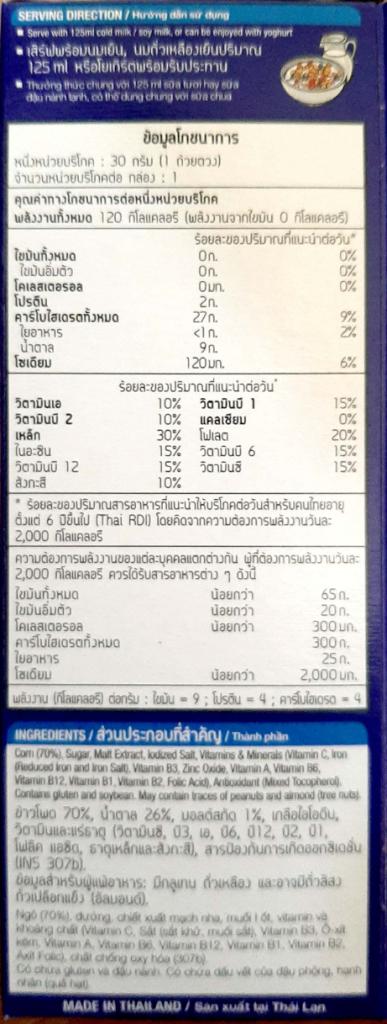 SERVING DIRECTION / Hướng dẫn sử dụng
Serve with 125ml cold milk / soy milk, or can be enjoyed with yoghurt
เสิร์ฟพร้อมนมเย็น, นมถั่วเหลืองเย็นปริมาณ
125 ml หรือโยเกิร์ตพร้อมรับประทาน
Thưởng thức chung với 125 ml sữa tươi hay sữa
đậu nành lạnh, có thể dùng chung với sữa chua
ข้อมูลโภชนาการ
หนึ่งหน่วยบริโภค : 30 กรัม (1 ถ้วยตวง)
จำนวนหน่วยบริโภคต่อ กล่อง : 1
คุณค่าทางโภชนาการต่อหนึ่งหน่วยบริโภค
พลังงานทั้งหมด 120 กิโลแคลอรี (พลังงานจากไขมัน 0 กิโลแคลอรี)
ร้อยละของปริมาณที่แนะนำต่อวัน*
ไขมันทั้งหมด 0 ก. 0%
ไขมันอิ่มตัว 0 ก. 0%
โคเลสเตอรอล 0 มก. 0%
โปรตีน 2 ก.
คาร์โบไฮเดรตทั้งหมด 27 ก. 9%
ใยอาหาร <1 ก. 2%
น้ำตาล 9 ก.
โซเดียม 120 มก. 6%
ร้อยละของปริมาณที่แนะนำต่อวัน*
วิตามินเอ 10% วิตามินบี 1 15%
วิตามินบี 2 10% แคลเซียม 0%
เหล็ก 30% โฟเลต 20%
ไนอะซิน 15% วิตามินบี 6 15%
วิตามินบี 12 15% วิตามินซี 15%
สังกะสี 10%
* ร้อยละของปริมาณสารอาหารที่แนะนำให้บริโภคต่อวันสำหรับคนไทยอายุ
ตั้งแต่ 6 ปีขึ้นไป (Thai RDI) โดยคิดจากความต้องการพลังงานวันละ
2,000 กิโลแคลอรี
ความต้องการพลังงานของแต่ละบุคคลแตกต่างกัน ผู้ที่ต้องการพลังงานวันละ
2,000 กิโลแคลอรี ควรได้รับสารอาหารต่าง ๆ ดังนี้
ไขมันทั้งหมด น้อยกว่า 65 ก.
ไขมันอิ่มตัว น้อยกว่า 20 ก.
โคเลสเตอรอล น้อยกว่า 300 มก.
คาร์โบไฮเดรตทั้งหมด 300 ก.
ใยอาหาร 25 ก.
โซเดียม น้อยกว่า 2,000 มก.
พลังงาน (กิโลแคลอรี) ต่อกรัม : ไขมัน = 9 ; โปรตีน = 4 ; คาร์โบไฮเดรต = 4
INGREDIENTS / ส่วนประกอบที่สำคัญ / Thành phần
Corn (70%), Sugar, Malt Extract, Iodized Salt, Vitamins & Minerals (Vitamin C, Iron
(Reduced Iron and Iron Salt), Vitamin B3, Zinc Oxide, Vitamin A, Vitamin B6,
Vitamin B12, Vitamin B1, Vitamin B2, Folic Acid), Antioxidant (Mixed Tocopherol).
Contains gluten and soybean. May contain traces of peanuts and almond (tree nuts).
ข้าวโพด 70%, น้ำตาล 26%, มอลต์สกัด 1%, เกลือไอโอดีน,
วิตามินและแร่ธาตุ (วิตามินซี, บี3, เอ, บี6, บี12, บี2, บี1,
โฟลิค แอซิด, ธาตุเหล็กและสังกะสี), สารป้องกันการเกิดออกซิเดชั่น
(INS 307b).
ข้อมูลสำหรับผู้แพ้อาหาร: มีกลูเทน ถั่วเหลือง และอาจมีถั่วลิสง
ถั่วเปลือกแข็ง (อัลมอนด์).
Ngô (70%), đường, chiết xuất mạch nha, muối I ốt, vitamin và
khoáng chất (Vitamin C, Sắt (sắt khử, muối sắt), Vitamin B3, Ô-xít
kẽm, Vitamin A, Vitamin B6, Vitamin B12, Vitamin B1, Vitamin B2,
Axit Folic), chất chống oxy hóa (307b).
Có chứa gluten và đậu nành. Có chứa dấu vết của đậu phộng, hạnh
nhân (quả hạt).
MADE IN THAILAND / Sản xuất tại Thái Lan